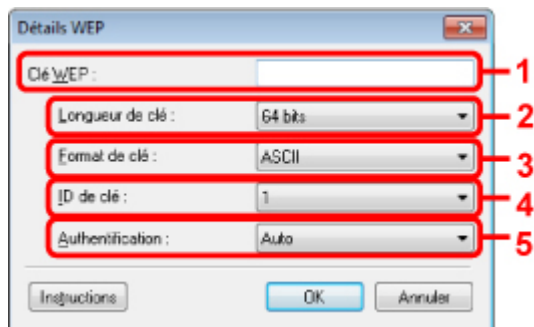 Détails WEP
Clé WEP : 1
Longueur de clé : 64 bits 2
Format de clé : ASCII 3
ID de clé : 1 4
Authentification : Auto 5
Instructions OK Annuler